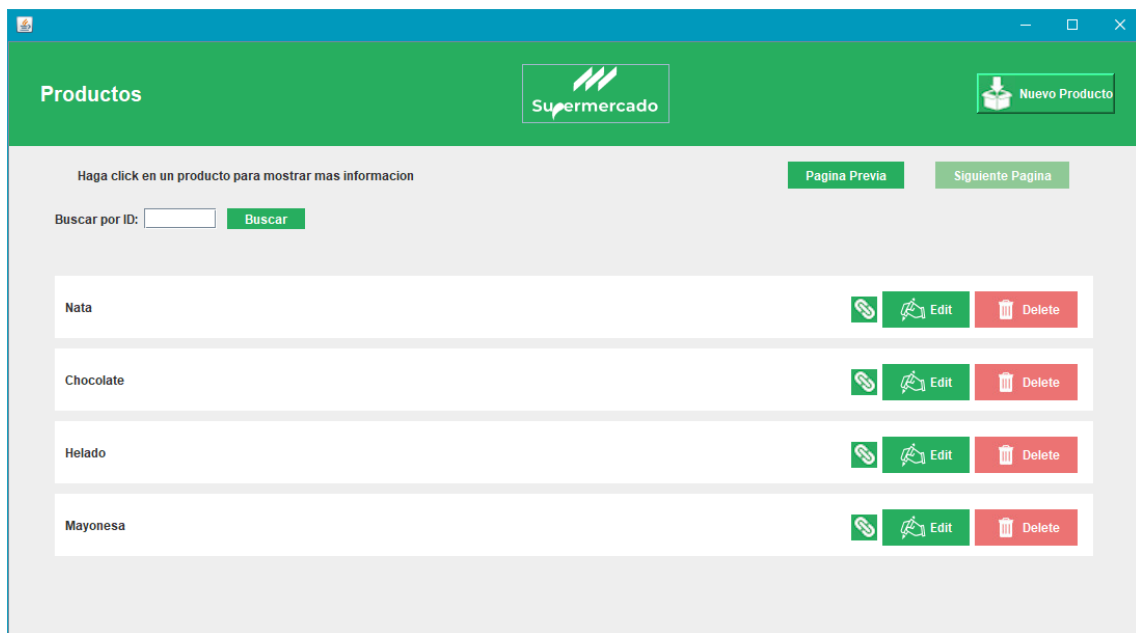 Productos
Supermercado
Nuevo Producto
Haga click en un producto para mostrar mas informacion
Pagina Previa
Siguiente Pagina
Buscar por ID:
Buscar
Nata
Edit
Delete
Chocolate
Edit
Delete
Helado
Edit
Delete
Mayonesa
Edit
Delete